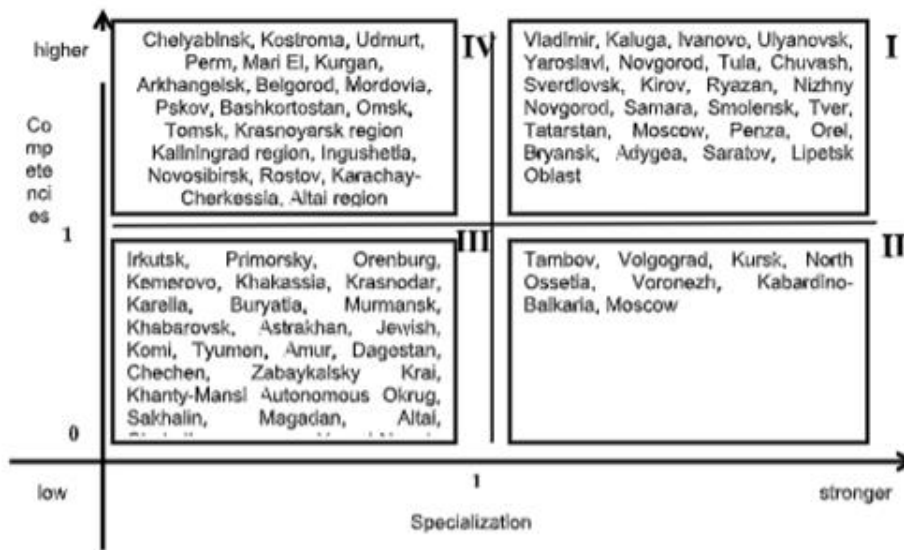 higher
Co
mp
ete
nci
es
1
0
Chelyabinsk, Kostroma, Udmurt,
Perm, Mari El, Kurgan,
Arkhangelsk, Belgorod, Mordovia,
Pskov, Bashkortostan, Omsk,
Tomsk, Krasnoyarsk region
Kaliningrad region, Ingushetia,
Novosibirsk, Rostov, Karachay-
Cherkessia, Altai region
IV
Vladimir, Kaluga, Ivanovo, Ulyanovsk,
Yaroslavl, Novgorod, Tula, Chuvash,
Sverdlovsk, Kirov, Ryazan, Nizhny
Novgorod, Samara, Smolensk, Tver,
Tatarstan, Moscow, Penza, Orel,
Bryansk, Adygea, Saratov, Lipetsk
Oblast
I
Irkutsk, Primorsky, Orenburg,
Kemerovo, Khakassia, Krasnodar,
Karelia, Buryatia, Murmansk,
Khabarovsk, Astrakhan, Jewish,
Komi, Tyumen, Amur, Dagestan,
Chechen, Zabaykalsky Krai,
Khanty-Mansi Autonomous Okrug,
Sakhalin, Magadan, Altai,
III
Tambov, Volgograd, Kursk, North
Ossetia, Voronezh, Kabardino-
Balkaria, Moscow
II
low
1
stronger
Specialization